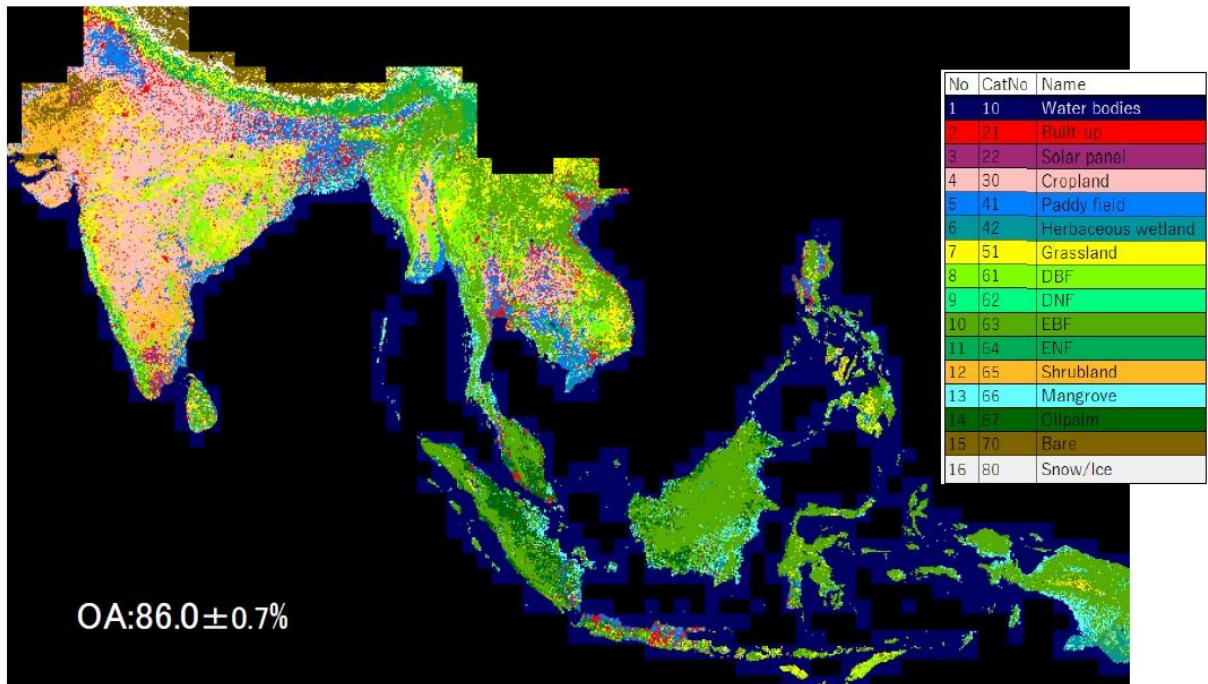 No CatNo Name
1 10 Water bodies
2 21 Built-up
3 22 Solar panel
4 30 Cropland
5 41 Paddy field
6 42 Herbaceous wetland
7 51 Grassland
8 61 DBF
9 62 DNF
10 63 EBF
11 64 ENF
12 65 Shrubland
13 66 Mangrove
14 67 Oilpalm
15 70 Bare
16 80 Snow/Ice
OA:86.0±0.7%